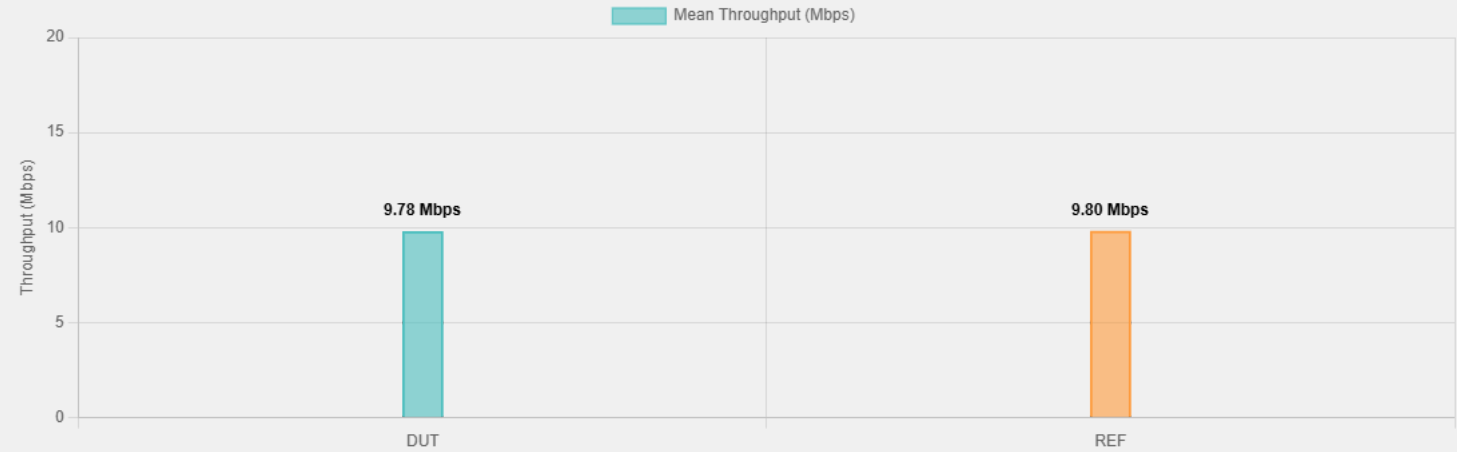 Mean Throughput (Mbps)
20
15
10
5
0
Throughput (Mbps)
9.78 Mbps
9.80 Mbps
DUT
REF